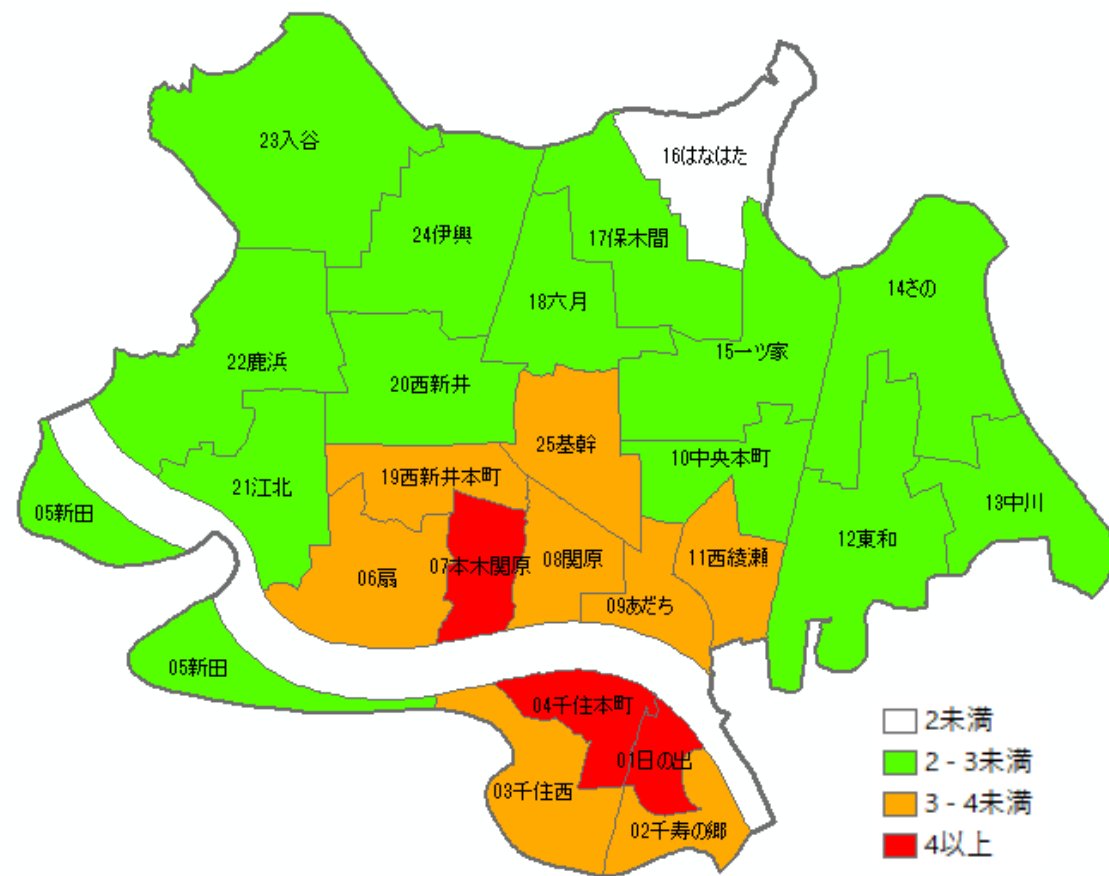 16はなはた
23入谷
24伊興
17保木間
14さの
18六月
15一ツ家
22鹿浜
20西新井
25基幹
10中央本町
19西新井本町
21江北
13中川
05新田
12東和
08関原
11西綾瀬
07本木関原
06扇
09あだち
05新田
04千住本町
01日の出
03千住西
02千寿の郷
2未満
2 - 3未満
3 - 4未満
4以上